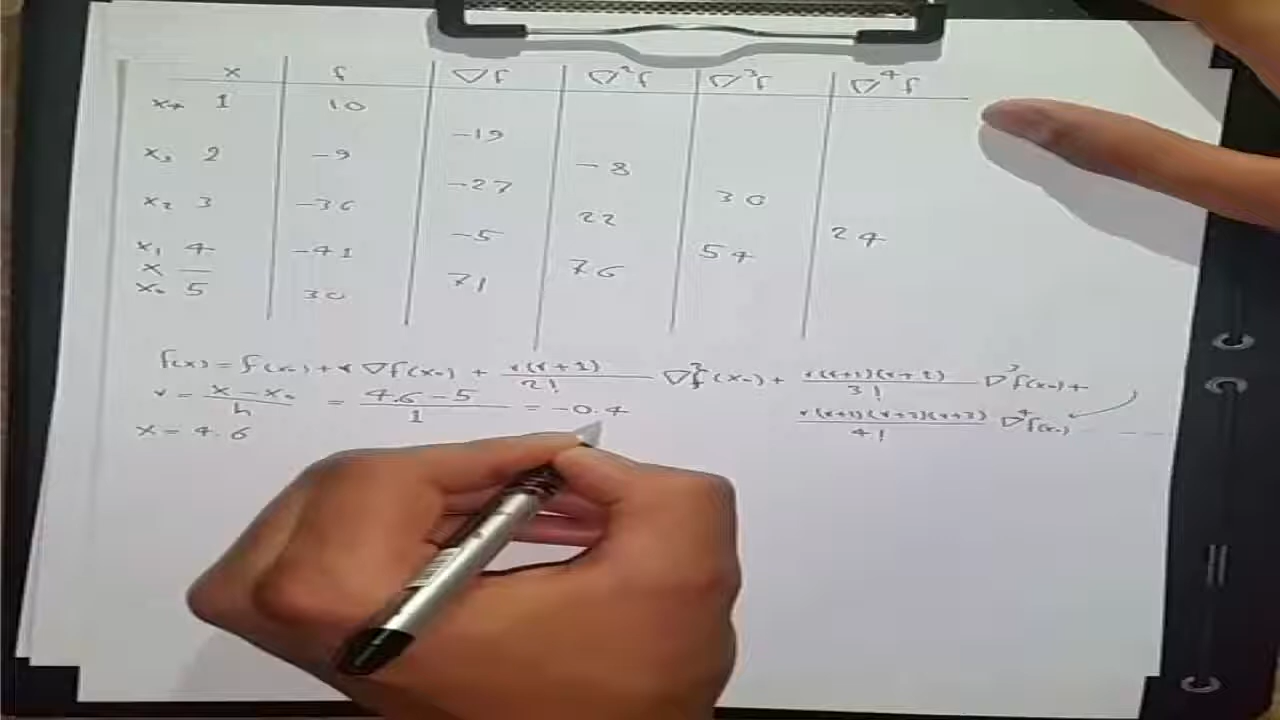 x f ∇f ∇²f ∇³f ∇⁴f
x₄ 1 10
-19
x₃ 2 -9 -8
-27 30
x₂ 3 -36 22
-5 24
x₁ 4 -41 54
x — 76
71
x₀ 5 30
f(x) = f(x₀) + r ∇f(x₀) + r(r+1)/2! ∇²f(x₀) + r(r+1)(r+2)/3! ∇³f(x₀) +
r = x - x₀/h = 4.6 - 5/1 = -0.4 r(r+1)(r+2)(r+3)/4! ∇⁴f(x₀) - - -
x = 4.6